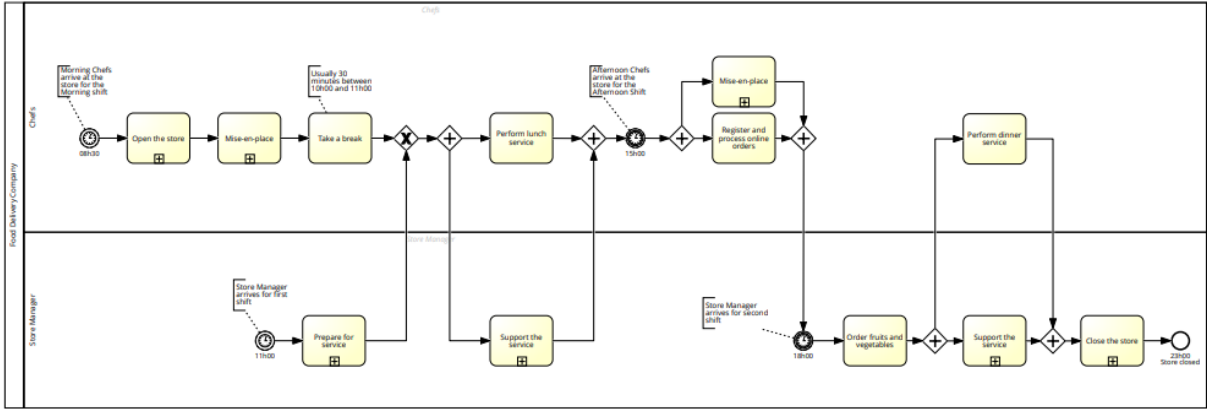 Chefs
Food Delivery Company
Chefs
Morning Chefs
arrive at the
store for the
Morning shift
08h30
Open the store
Mise-en-place
Usually 30
minutes between
10h00 and 11h00
Take a break
Perform lunch
service
Afternoon Chefs
arrive at the
store for the
Afternoon Shift
15h00
Mise-en-place
Register and
process online
orders
Perform dinner
service
Store Manager
Store Manager
Store Manager
arrives for first
shift
11h00
Prepare for
service
Support the
service
Store Manager
arrives for second
shift
18h00
Order fruits and
vegetables
Support the
service
Close the store
23h00
Store closed